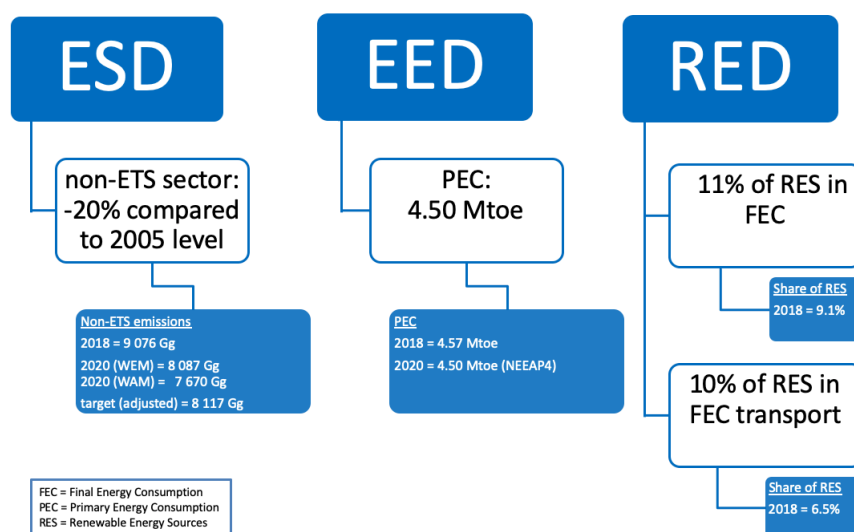 ESD
non-ETS sector:
-20% compared
to 2005 level
Non-ETS emissions
2018 = 9 076 Gg
2020 (WEM) = 8 087 Gg
2020 (WAM) = 7 670 Gg
target (adjusted) = 8 117 Gg
EED
PEC:
4.50 Mtoe
PEC
2018 = 4.57 Mtoe
2020 = 4.50 Mtoe (NEEAP4)
RED
11% of RES in
FEC
Share of RES
2018 = 9.1%
10% of RES in
FEC transport
Share of RES
2018 = 6.5%
FEC = Final Energy Consumption
PEC = Primary Energy Consumption
RES = Renewable Energy Sources